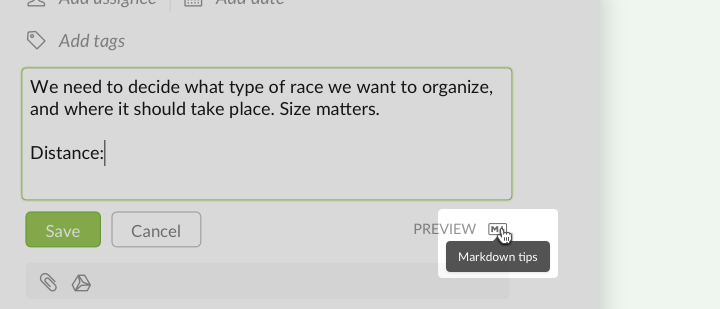 Add assignee Add date
Add tags
We need to decide what type of race we want to organize,
and where it should take place. Size matters.
Distance:
Save Cancel PREVIEW
Markdown tips